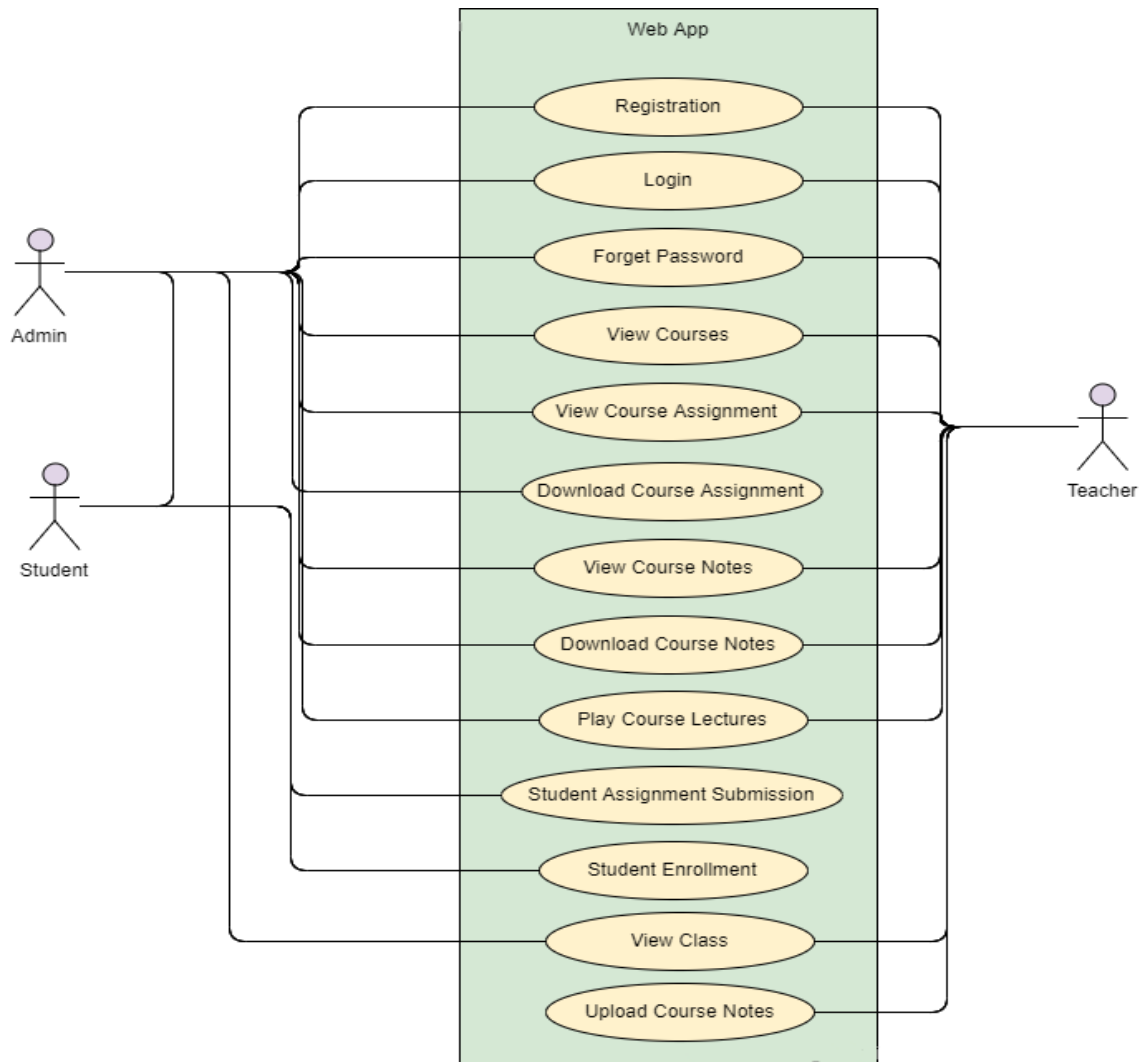 Web App
Registration
Login
Forget Password
Admin
View Courses
View Course Assignment
Download Course Assignment
Teacher
Student
View Course Notes
Download Course Notes
Play Course Lectures
Student Assignment Submission
Student Enrollment
View Class
Upload Course Notes